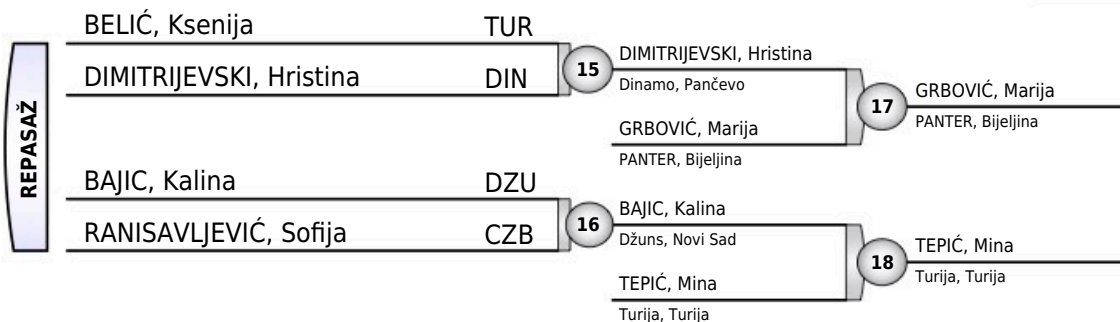 REPASAŽ
BELIĆ, Ksenija TUR
DIMITRIJEVSKI, Hristina DIN
15
DIMITRIJEVSKI, Hristina
Dinamo, Pančevo
GRBOVIĆ, Marija
PANTER, Bijeljina
17
GRBOVIĆ, Marija
PANTER, Bijeljina
BAJIC, Kalina DZU
RANISAVLJEVIĆ, Sofija CZB
16
BAJIC, Kalina
Džuns, Novi Sad
TEPIĆ, Mina
Turija, Turija
18
TEPIĆ, Mina
Turija, Turija